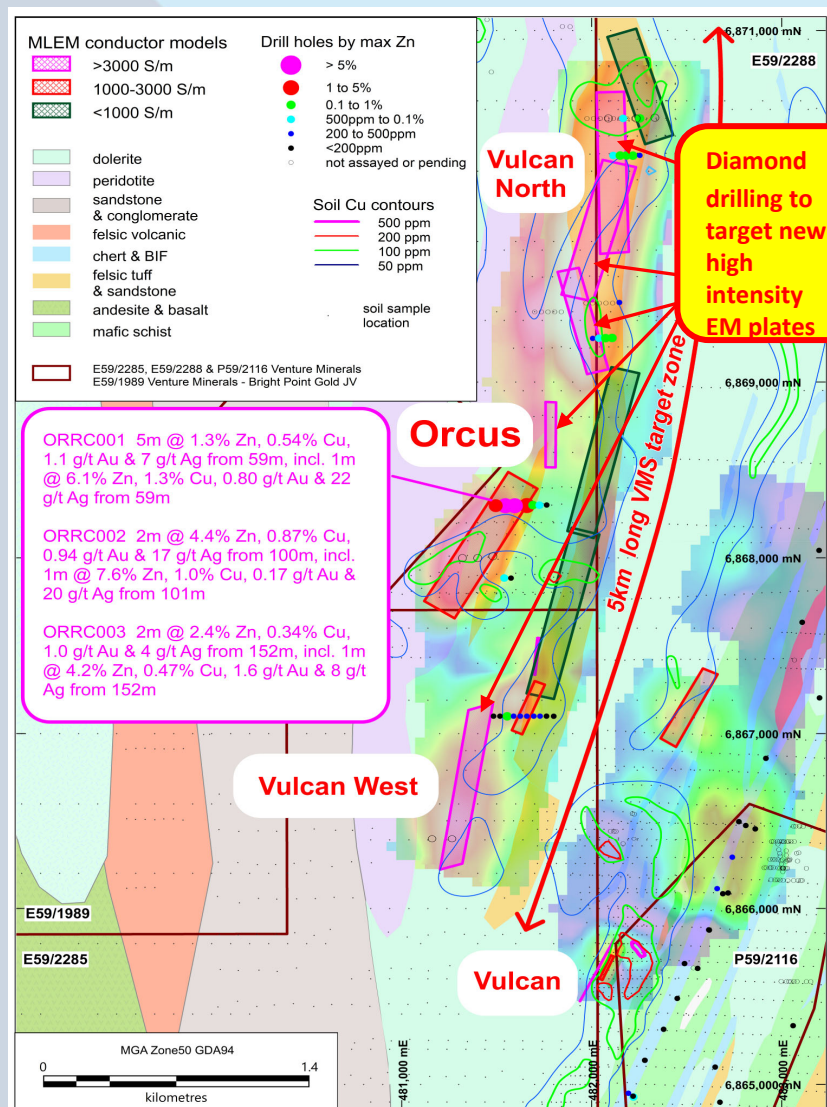 MLEM conductor models
>3000 S/m
1000-3000 S/m
<1000 S/m
dolerite
peridotite
sandstone
& conglomerate
felsic volcanic
chert & BIF
felsic tuff
& sandstone
andesite & basalt
mafic schist
Drill holes by max Zn
> 5%
1 to 5%
0.1 to 1%
500ppm to 0.1%
200 to 500ppm
<200ppm
not assayed or pending
Soil Cu contours
500 ppm
200 ppm
100 ppm
50 ppm
soil sample
location
E59/2285, E59/2288 & P59/2116 Venture Minerals
E59/1989 Venture Minerals - Bright Point Gold JV
6,871,000 mN
E59/2288
Vulcan
North
Diamond
drilling to
target new
high
intensity
EM plates
6,869,000 mN
5km long VMS target zone
Orcus
ORRC001 5m @ 1.3% Zn, 0.54% Cu,
1.1 g/t Au & 7 g/t Ag from 59m, incl. 1m
@ 6.1% Zn, 1.3% Cu, 0.80 g/t Au & 22
g/t Ag from 59m
ORRC002 2m @ 4.4% Zn, 0.87% Cu,
0.94 g/t Au & 17 g/t Ag from 100m, incl.
1m @ 7.6% Zn, 1.0% Cu, 0.17 g/t Au &
20 g/t Ag from 101m
ORRC003 2m @ 2.4% Zn, 0.34% Cu,
1.0 g/t Au & 4 g/t Ag from 152m, incl. 1m
@ 4.2% Zn, 0.47% Cu, 1.6 g/t Au & 8 g/t
Ag from 152m
6,868,000 mN
6,867,000 mN
Vulcan West
E59/1989
6,866,000 mN
E59/2285
Vulcan
P59/2116
MGA Zone50 GDA94
0
1.4
kilometres
481,000 mE
482,000 mE
6,865,000 mN